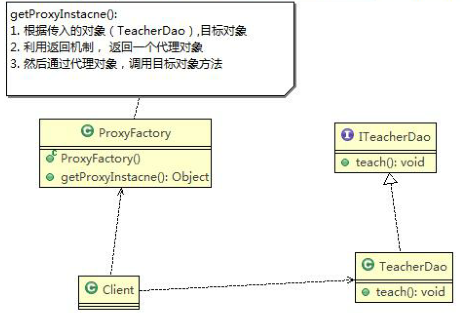 getProxyInstacne():
1. 根据传入的对象（TeacherDao）,目标对象
2. 利用返回机制， 返回一个代理对象
3. 然后通过代理对象，调用目标对象方法
ProxyFactory
ProxyFactory()
getProxyInstacne(): Object
ITeacherDao
teach(): void
Client
TeacherDao
teach(): void